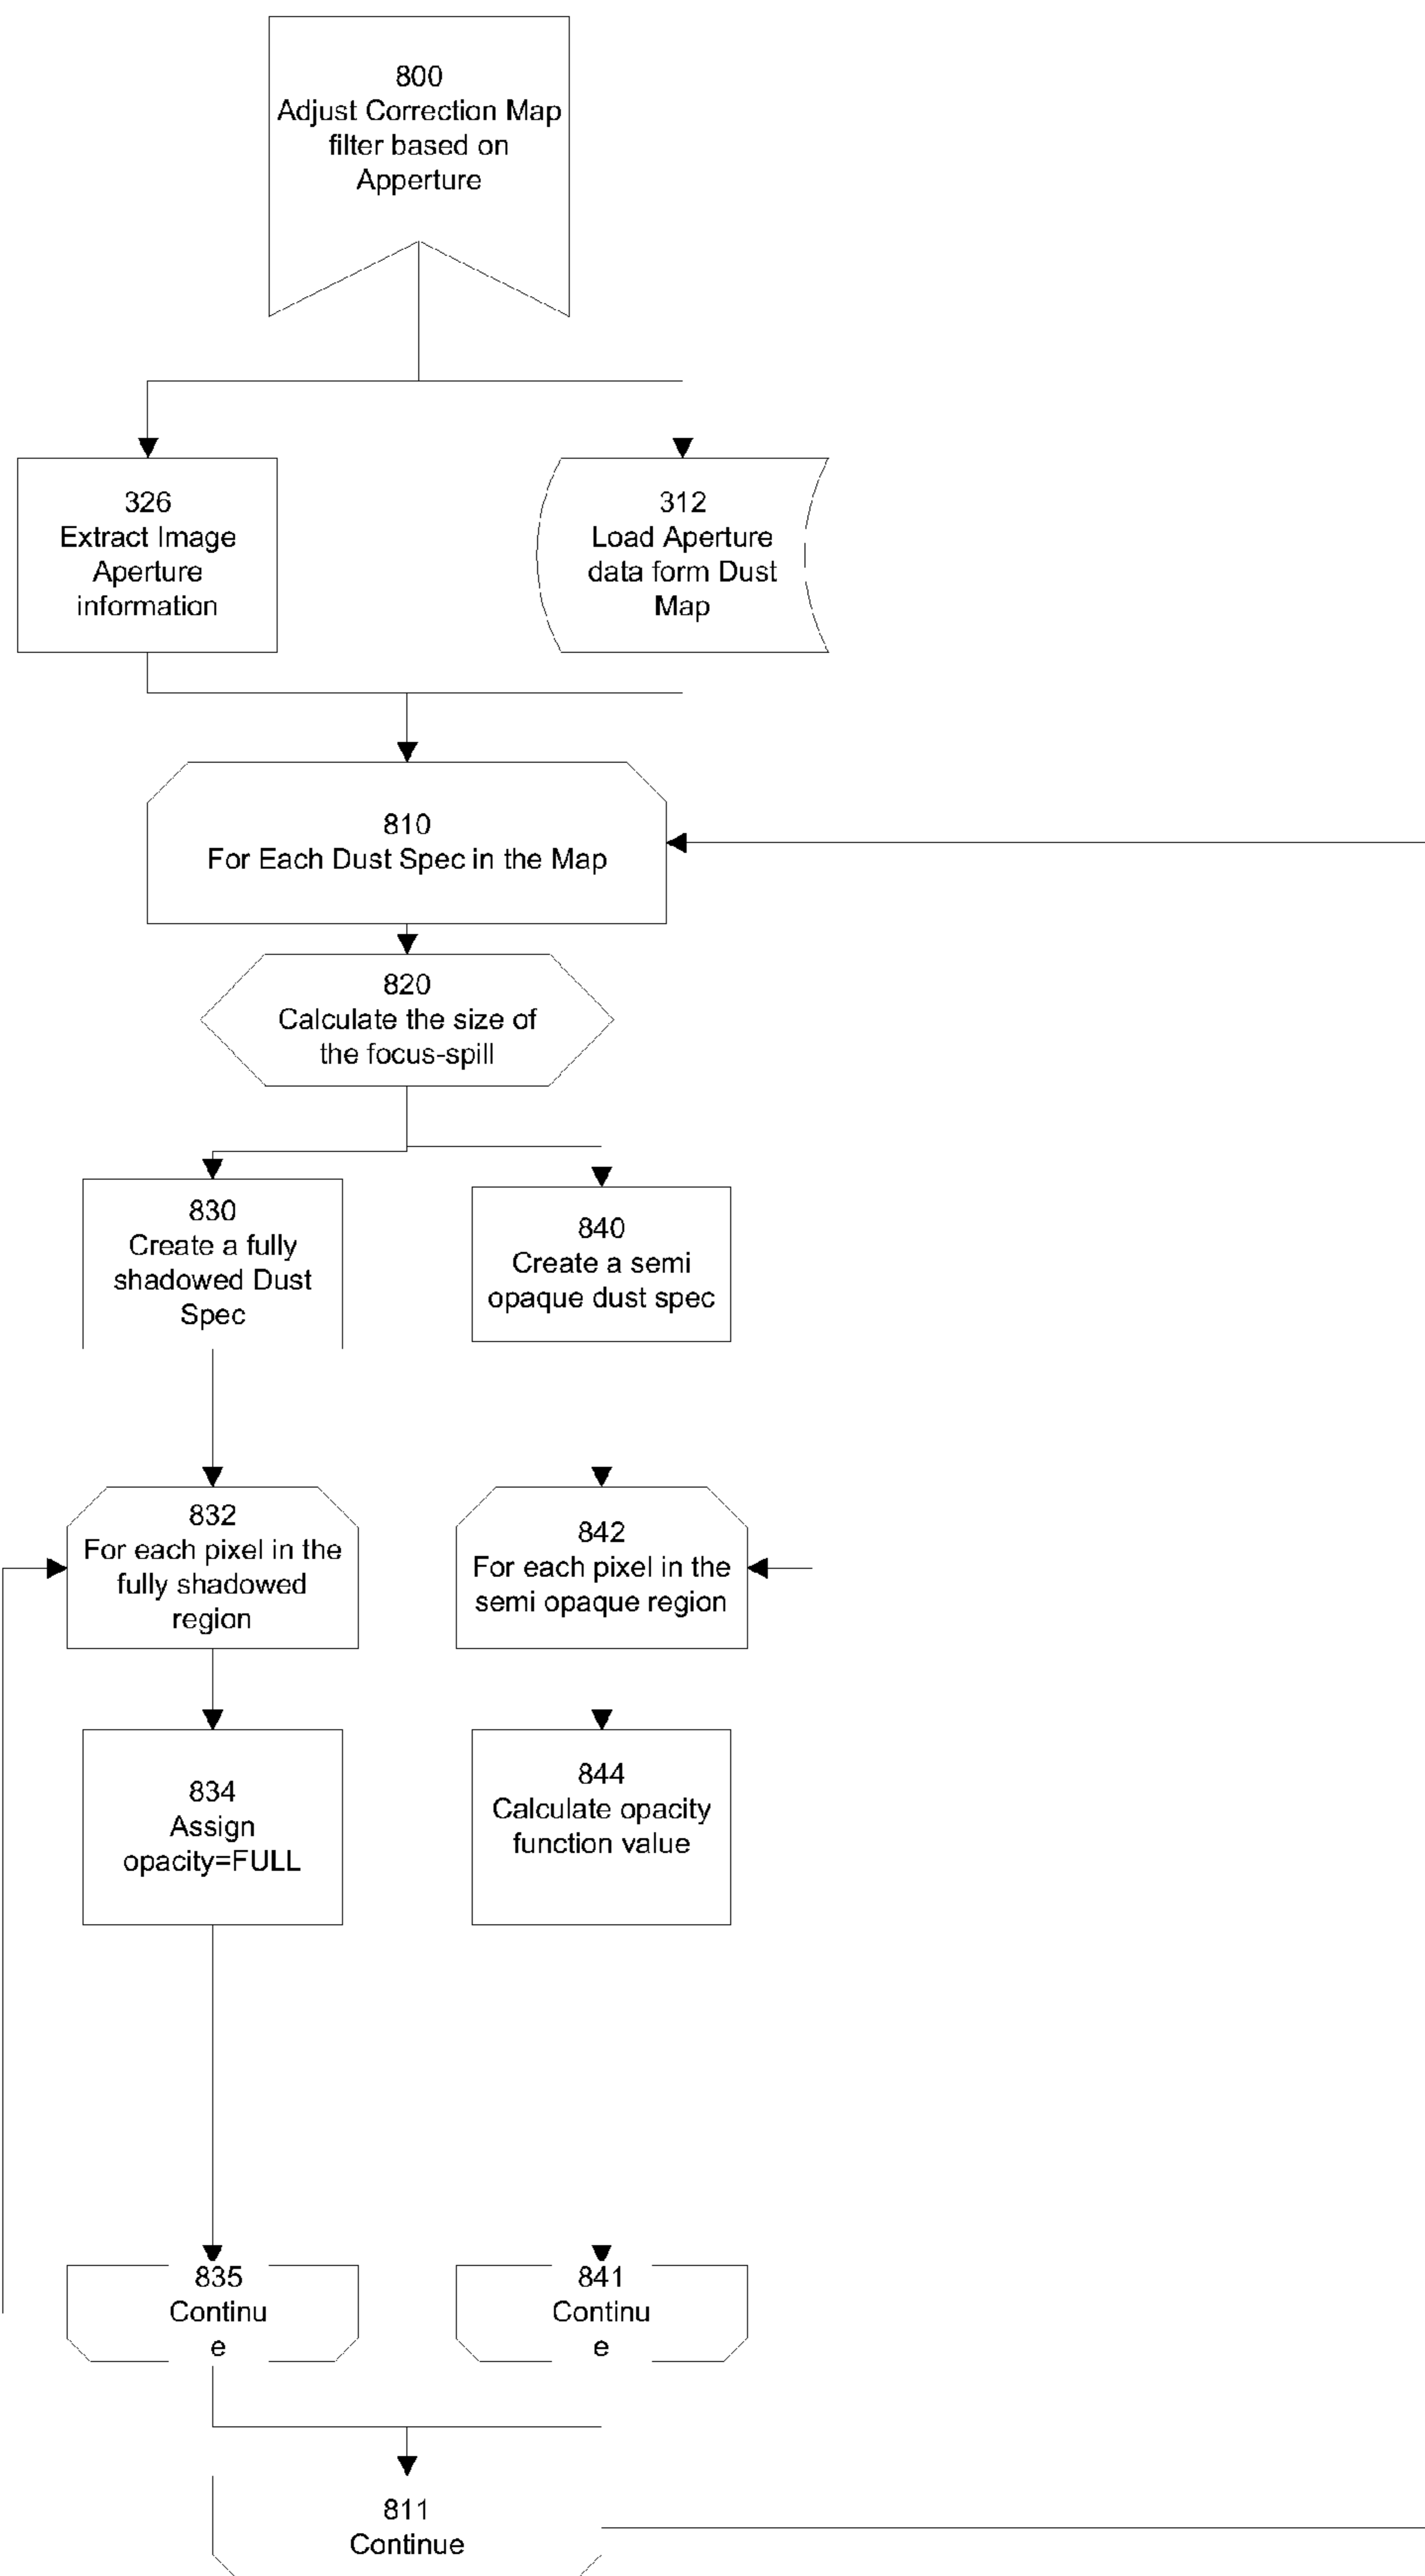 800
Adjust Correction Map
filter based on
Apperture
326
Extract Image
Aperture
information
312
Load Aperture
data form Dust
Map
810
For Each Dust Spec in the Map
820
Calculate the size of
the focus-spill
830
Create a fully
shadowed Dust
Spec
840
Create a semi
opaque dust spec
832
For each pixel in the
fully shadowed
region
842
For each pixel in the
semi opaque region
834
Assign
opacity=FULL
844
Calculate opacity
function value
835
Continu
e
841
Continu
e
811
Continue